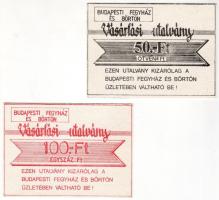 BUDAPESTI FEGYHÁZ
ÉS BÖRTÖN
Vásárlási utalvány
50.-Ft
ÖTVEN FT
EZEN UTALVÁNY KIZÁRÓLAG A
BUDAPESTI FEGYHÁZ ÉS BÖRTÖN
ÜZLETÉBEN VÁLTHATÓ BE !
BUDAPESTI FEGYHÁZ
ÉS BÖRTÖN
Vásárlási utalvány
100-Ft
EGYSZÁZ FT
EZEN UTALVÁNY KIZÁRÓLAG A
BUDAPESTI FEGYHÁZ ÉS BÖRTÖN
ÜZLETÉBEN VÁLTHATÓ BE !